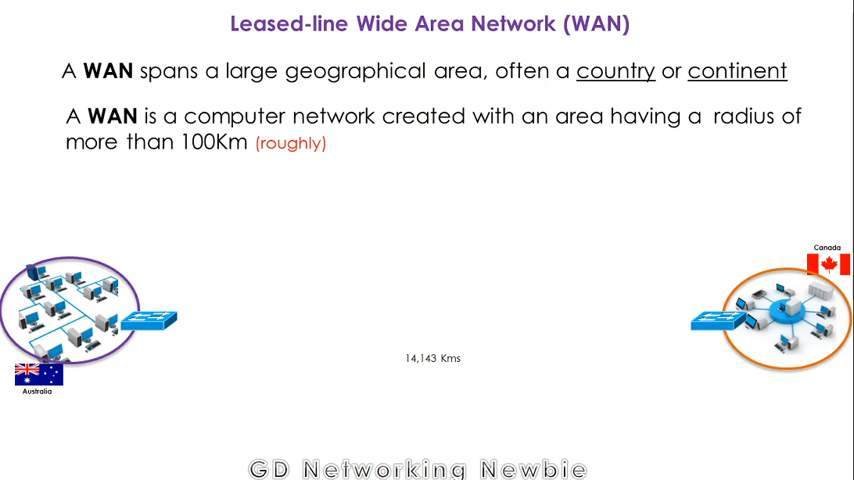 Leased-line Wide Area Network (WAN)
A WAN spans a large geographical area, often a country or continent
A WAN is a computer network created with an area having a radius of
more than 100Km (roughly)
Canada
14,143 Kms
Australia
GD Networking Newbie